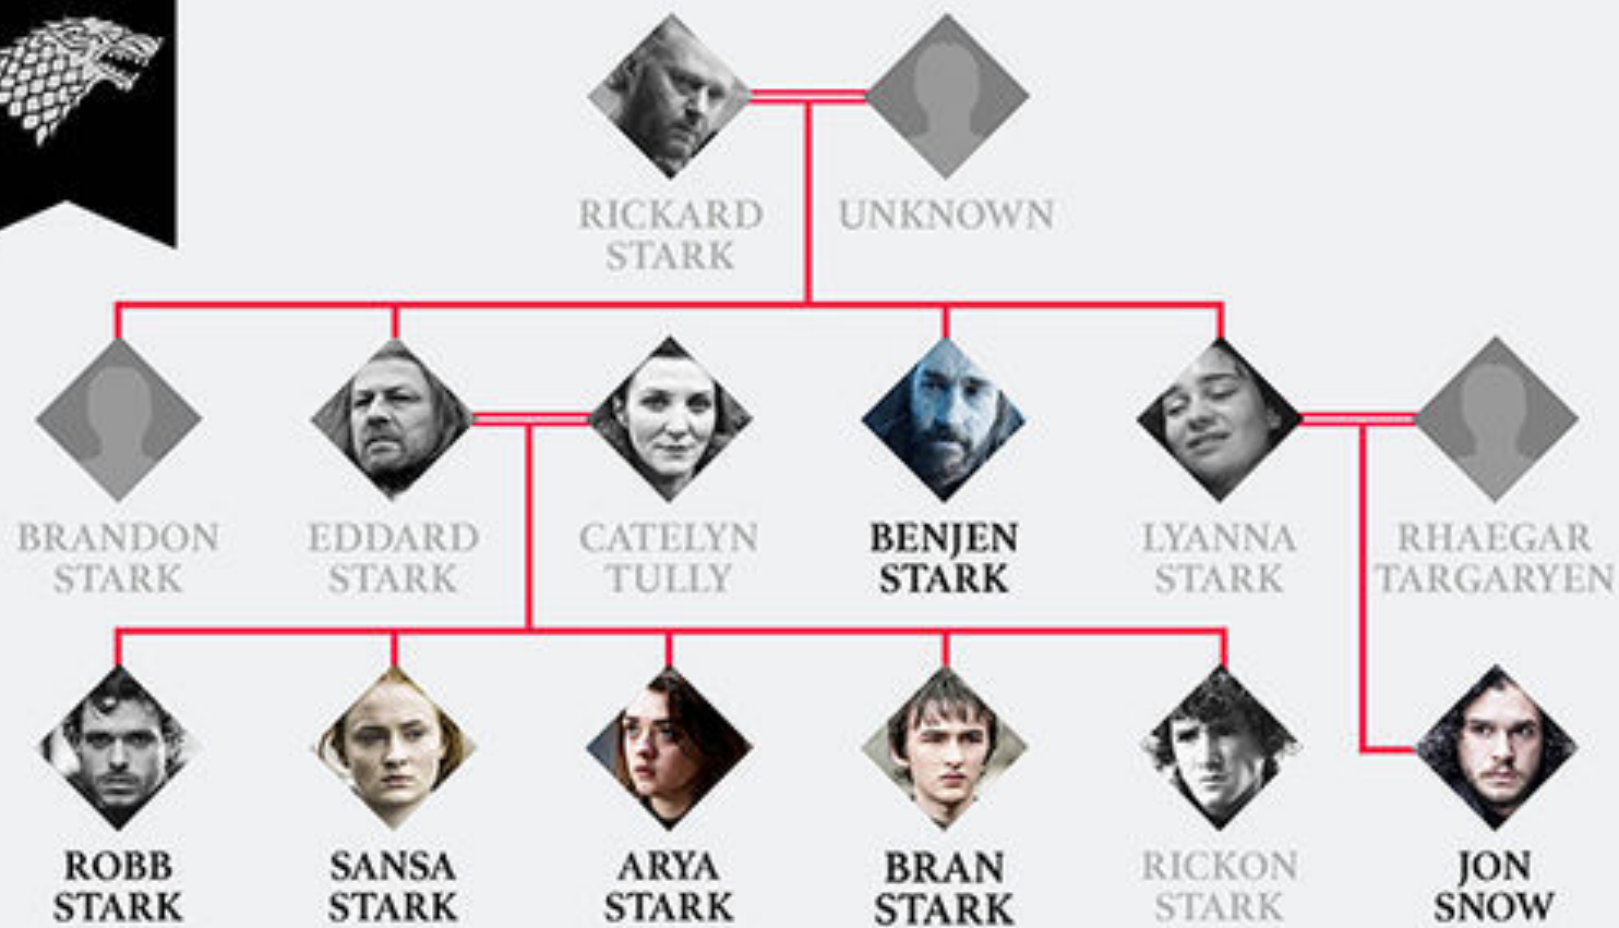 RICKARD
STARK
UNKNOWN
BRANDON
STARK
EDDARD
STARK
CATELYN
TULLY
BENJEN
STARK
LYANNA
STARK
RHAEGAR
TARGARYEN
ROBB
STARK
SANSA
STARK
ARYA
STARK
BRAN
STARK
RICKON
STARK
JON
SNOW